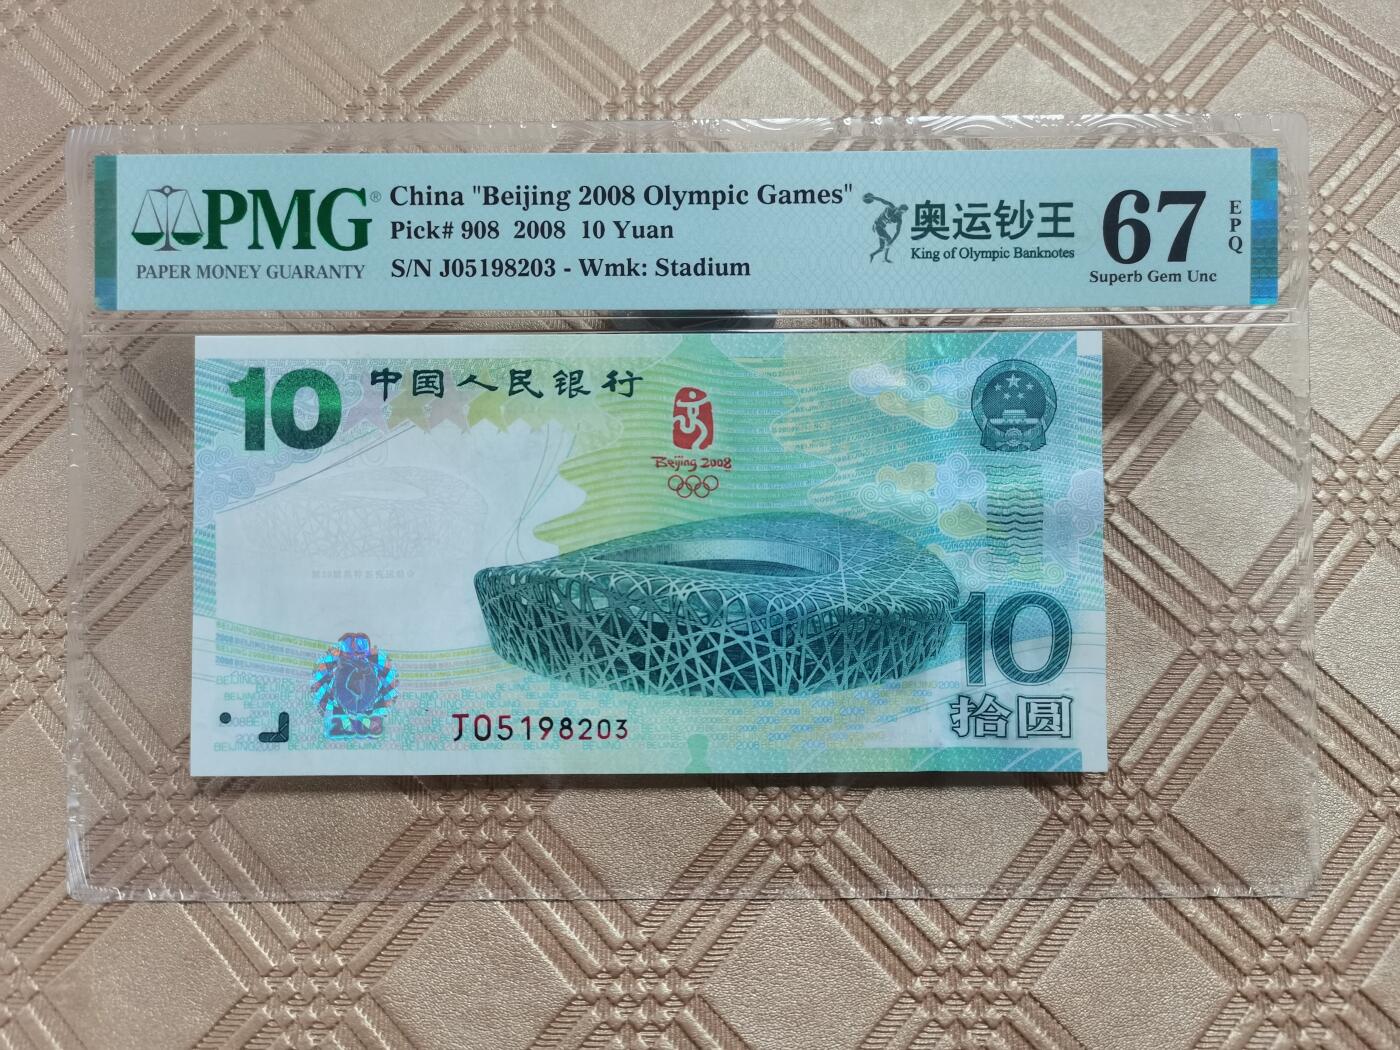 PMG®
PAPER MONEY GUARANTY
China "Beijing 2008 Olympic Games"
Pick# 908 2008 10 Yuan
S/N J05198203 - Wmk: Stadium
奥运钞王
King of Olympic Banknotes
67
Superb Gem Unc
EPQ
10
中国人民银行
Beijing 2008
10
拾圆
2008
J05198203